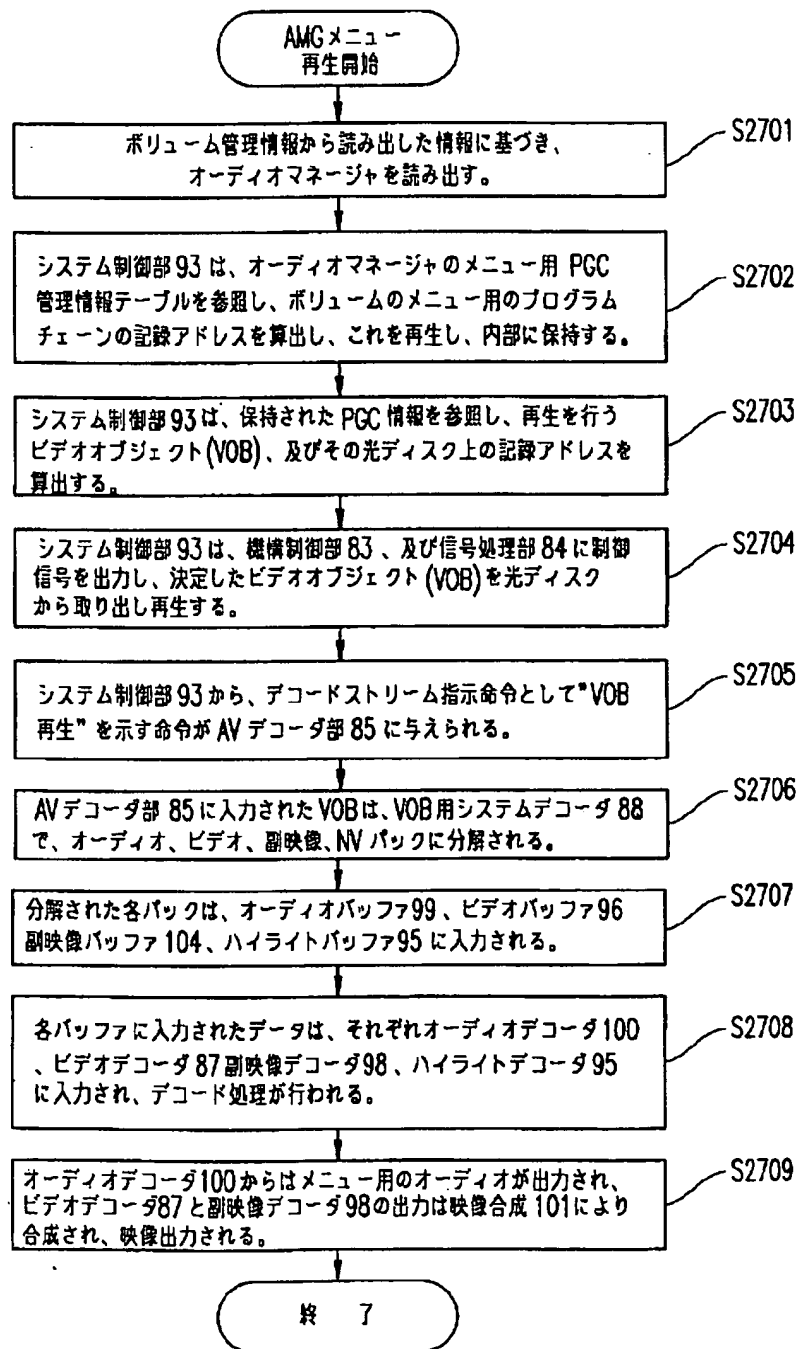 AMGメニュー
再生開始
ボリューム管理情報から読み出した情報に基づき、
オーディオマネージャを読み出す。
S2701
システム制御部93は、オーディオマネージャのメニュー用 PGC
管理情報テーブルを参照し、ボリュームのメニュー用のプログラム
チェーンの記録アドレスを算出し、これを再生し、内部に保持する。
S2702
システム制御部93は、保持されたPGC情報を参照し、再生を行う
ビデオオブジェクト(VOB)、及びその光ディスク上の記録アドレスを
算出する。
S2703
システム制御部93は、機構制御部83、及び信号処理部84に制御
信号を出力し、決定したビデオオブジェクト(VOB)を光ディスク
から取り出し再生する。
S2704
システム制御部93から、デコードストリーム指示命令として"VOB
再生"を示す命令がAVデコーダ部85に与えられる。
S2705
AVデコーダ部85に入力されたVOBは、VOB用システムデコーダ88
で、オーディオ、ビデオ、副映像、NVパックに分解される。
S2706
分解された各パックは、オーディオバッファ99、ビデオバッファ96
副映像バッファ104、ハイライトバッファ95に入力される。
S2707
各バッファに入力されたデータは、それぞれオーディオデコーダ100
、ビデオデコーダ87副映像デコーダ98、ハイライトデコーダ95
に入力され、デコード処理が行われる。
S2708
オーディオデコーダ100からはメニュー用のオーディオが出力され、
ビデオデコーダ87と副映像デコーダ98の出力は映像合成101により
合成され、映像出力される。
S2709
終 了